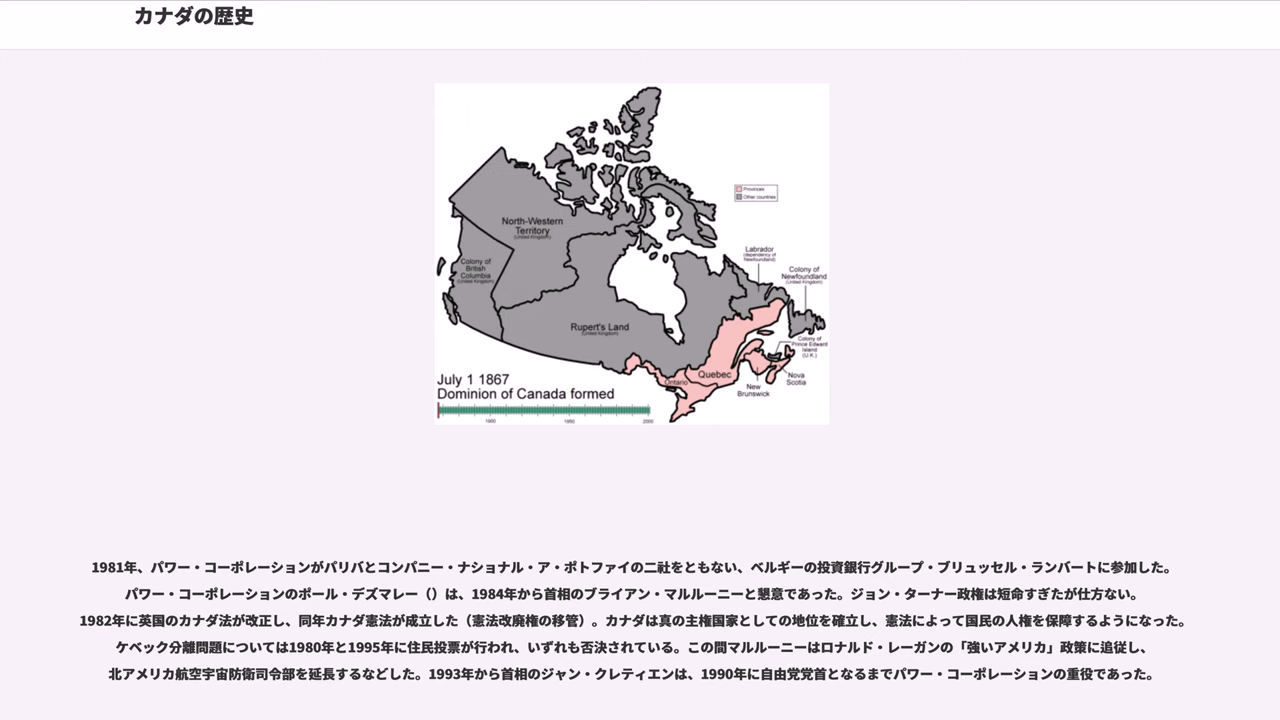 カナダの歴史
Provinces
Other countries
North-Western
Territory
(United Kingdom)
Colony of
British
Columbia
(United Kingdom)
Rupert's Land
(United Kingdom)
Labrador
(dependency of
Newfoundland)
Colony of
Newfoundland
(United Kingdom)
Colony of
Prince Edward
Island
(U.K.)
Quebec
Ontario
New
Brunswick
Nova
Scotia
July 1 1867
Dominion of Canada formed
1900
1950
2000
1981年、パワー・コーポレーションがパリバとコンパニー・ナショナル・ア・ポトファイの二社をともない、ベルギーの投資銀行グループ・ブリュッセル・ランバートに参加した。
パワー・コーポレーションのポール・デズマレー（）は、1984年から首相のブライアン・マルルーニーと懇意であった。ジョン・ターナー政権は短命すぎたが仕方ない。
1982年に英国のカナダ法が改正し、同年カナダ憲法が成立した（憲法改廃権の移管）。カナダは真の主権国家としての地位を確立し、憲法によって国民の人権を保障するようになった。
ケベック分離問題については1980年と1995年に住民投票が行われ、いずれも否決されている。この間マルルーニーはロナルド・レーガンの「強いアメリカ」政策に追従し、
北アメリカ航空宇宙防衛司令部を延長するなどした。1993年から首相のジャン・クレティエンは、1990年に自由党党首となるまでパワー・コーポレーションの重役であった。